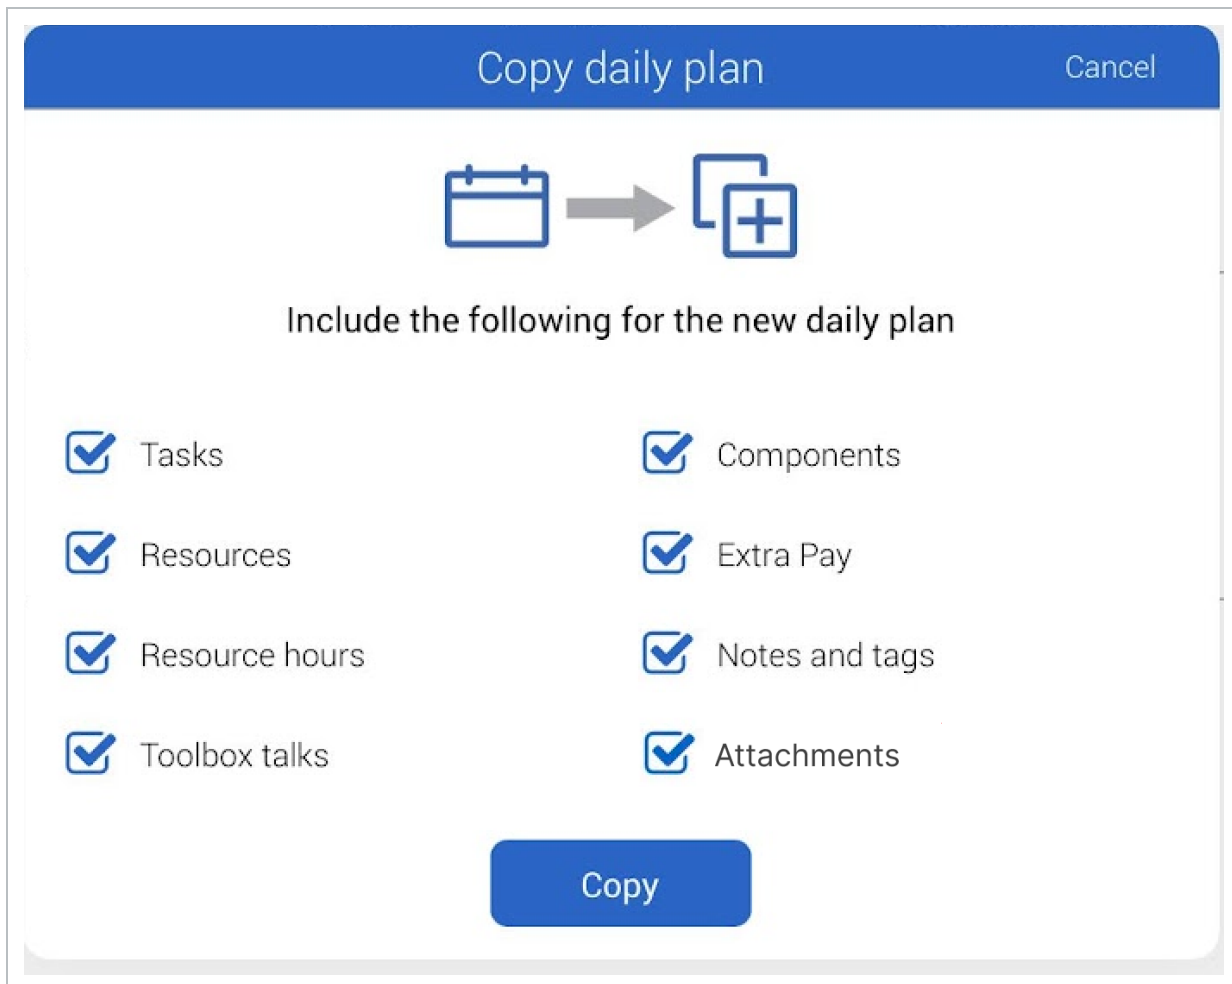 Copy daily plan
Cancel
Include the following for the new daily plan
Tasks
Components
Resources
Extra Pay
Resource hours
Notes and tags
Toolbox talks
Attachments
Copy